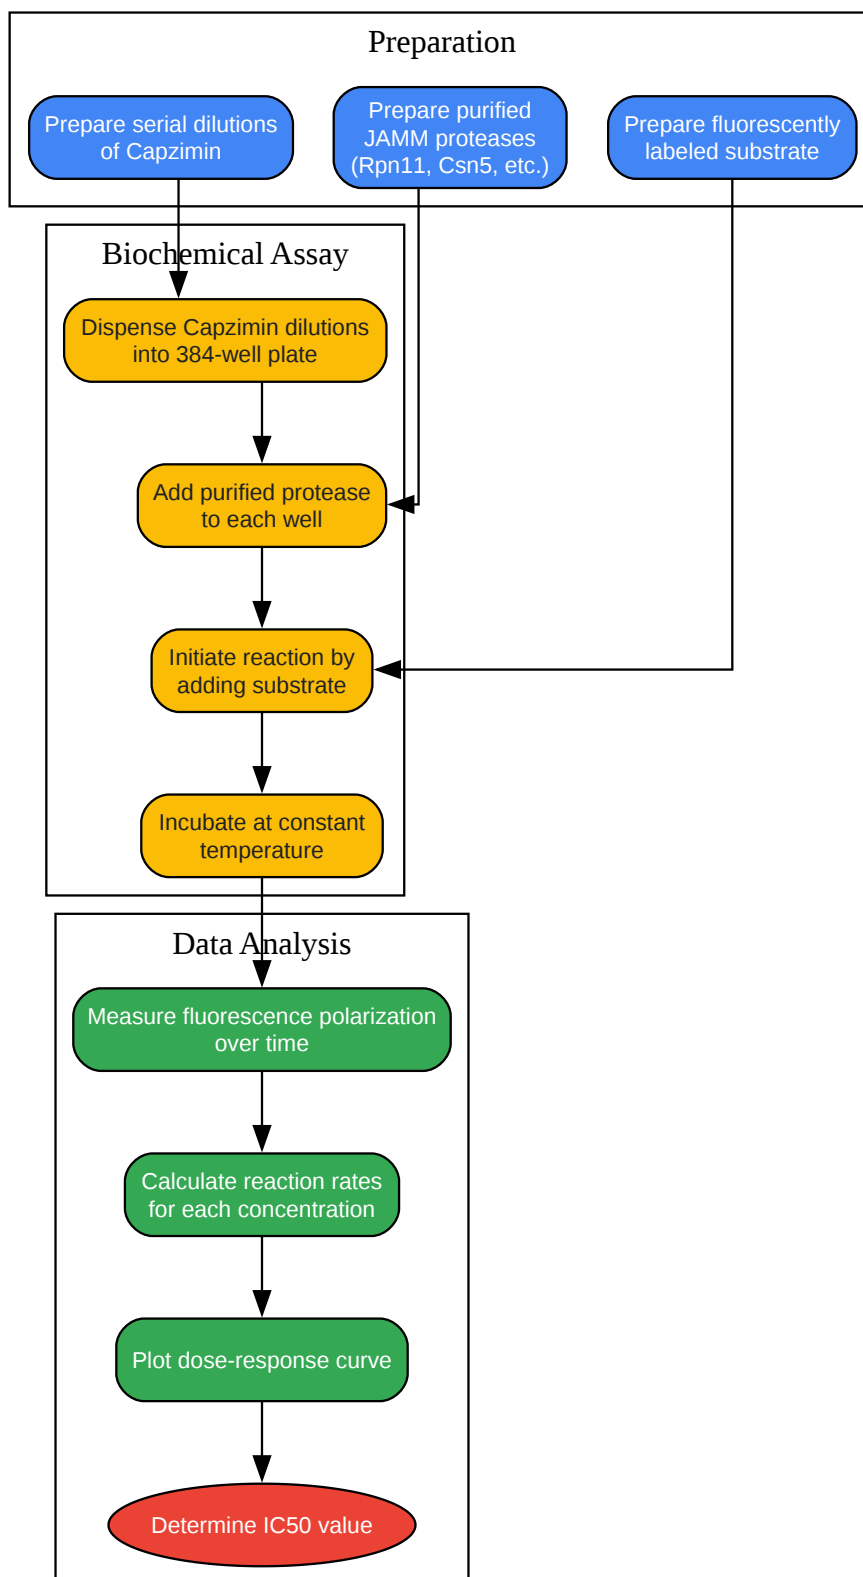 Preparation
Prepare serial dilutions
of Capzimin
Prepare purified
JAMM proteases
(Rpn11, Csn5, etc.)
Prepare fluorescently
labeled substrate
Biochemical Assay
Dispense Capzimin dilutions
into 384-well plate
Add purified protease
to each well
Initiate reaction by
adding substrate
Incubate at constant
temperature
Data Analysis
Measure fluorescence polarization
over time
Calculate reaction rates
for each concentration
Plot dose-response curve
Determine IC50 value